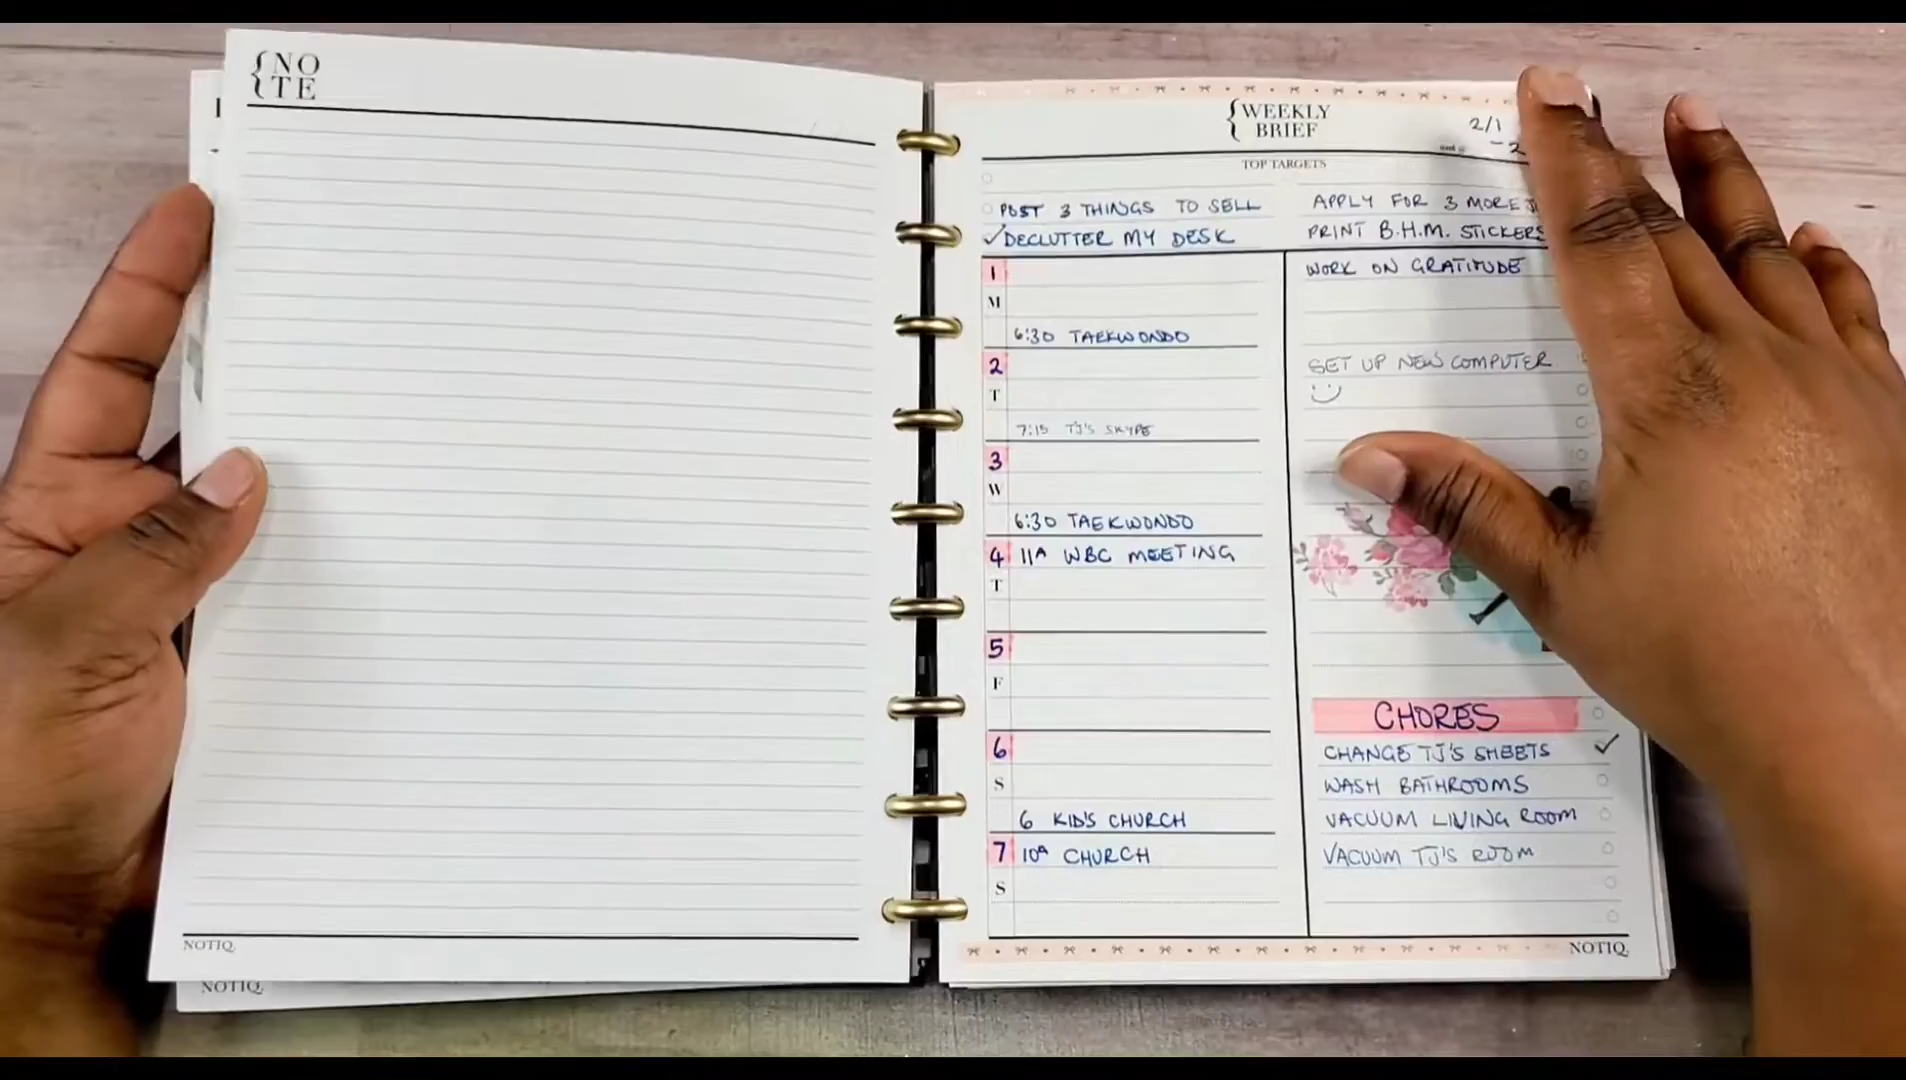 {NO
TE
NOTIQ
NOTIQ
{WEEKLY
BRIEF
2/1
- 2
TOP TARGETS
POST 3 THINGS TO SELL
✓DECLUTTER MY DESK
APPLY FOR 3 MORE
PRINT B.H.M. STICKERS
1
M
6:30 TAEKWONDO
2
T
7:15 TJ'S SKYPE
3
W
6:30 TAEKWONDO
4 11A WBC MEETING
T
5
F
6
S
6 KID'S CHURCH
7 10A CHURCH
S
WORK ON GRATITUDE
SET UP NEW COMPUTER
CHORES
CHANGE TJ'S SHEETS ✓
WASH BATHROOMS
VACUUM LIVING ROOM
VACUUM TJ'S ROOM
NOTIQ